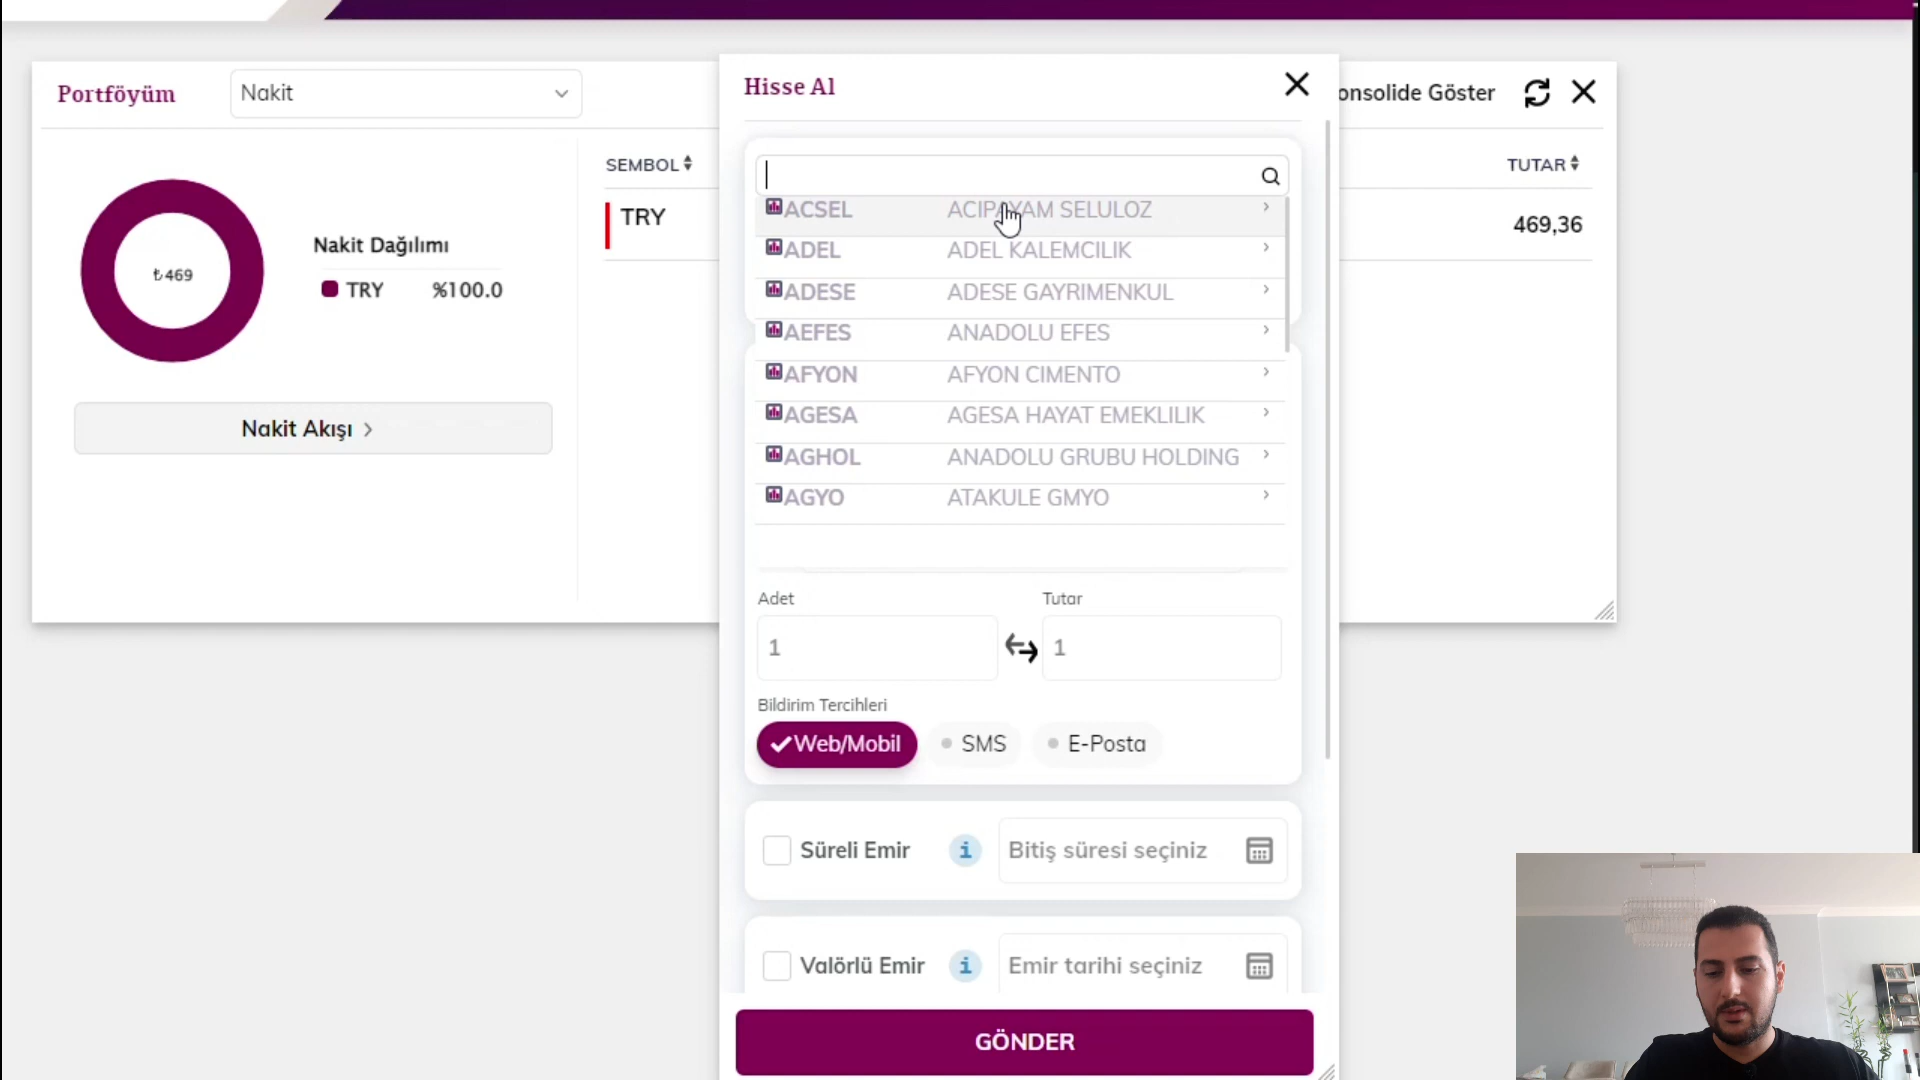 Portföyüm
Nakit
₺469
Nakit Dağılımı
TRY %100.0
Nakit Akışı
SEMBOL
TRY
onsolide Göster
TUTAR
469,36
Hisse Al
ACSEL ACIPAYAM SELULOZ
ADEL ADEL KALEMCILIK
ADESE ADESE GAYRIMENKUL
AEFES ANADOLU EFES
AFYON AFYON CIMENTO
AGESA AGESA HAYAT EMEKLILIK
AGHOL ANADOLU GRUBU HOLDING
AGYO ATAKULE GMYO
Adet Tutar
1 1
Bildirim Tercihleri
Web/Mobil SMS E-Posta
Süreli Emir i Bitiş süresi seçiniz
Valörlü Emir i Emir tarihi seçiniz
GÖNDER